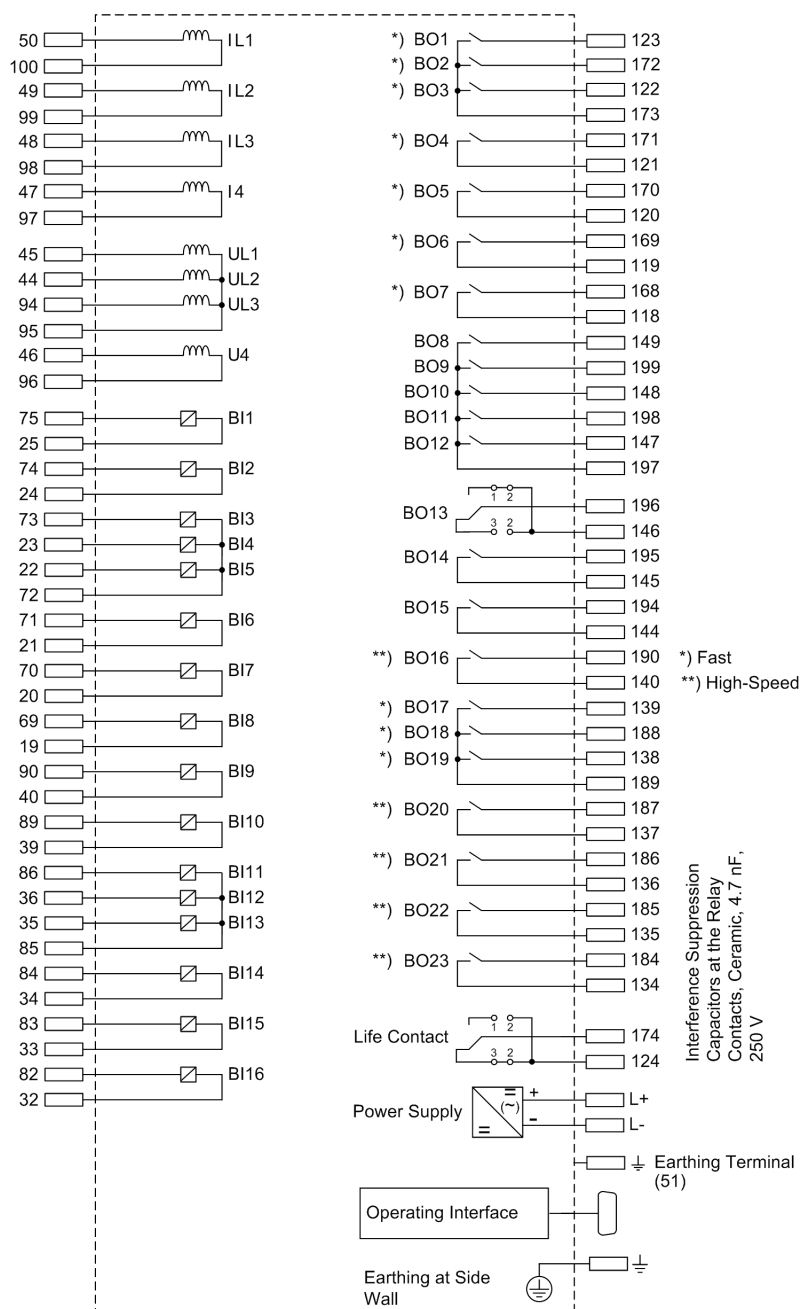 50 IL1
100
49 IL2
99
48 IL3
98
47 I4
97
45 UL1
44 UL2
94 UL3
95
46 U4
96
75 BI1
25
74 BI2
24
73 BI3
23 BI4
22 BI5
72
71 BI6
21
70 BI7
20
69 BI8
19
90 BI9
40
89 BI10
39
86 BI11
36 BI12
35 BI13
85
84 BI14
34
83 BI15
33
82 BI16
32
*) BO1 123
*) BO2 172
*) BO3 122
173
*) BO4 171
121
*) BO5 170
120
*) BO6 169
119
*) BO7 168
118
BO8 149
BO9 199
BO10 148
BO11 198
BO12 147
197
1 2
BO13 196
3 2 146
BO14 195
145
BO15 194
144
**) BO16 190 *) Fast
140 **) High-Speed
*) BO17 139
*) BO18 188
*) BO19 138
189
**) BO20 187
137
**) BO21 186
136
**) BO22 185
135
**) BO23 184
134
1 2
Life Contact 174
3 2 124
Interference Suppression
Capacitors at the Relay
Contacts, Ceramic, 4.7 nF,
250 V
Power Supply = (~) = + L+
- L-
Earthing Terminal
(51)
Operating Interface
Earthing at Side
Wall